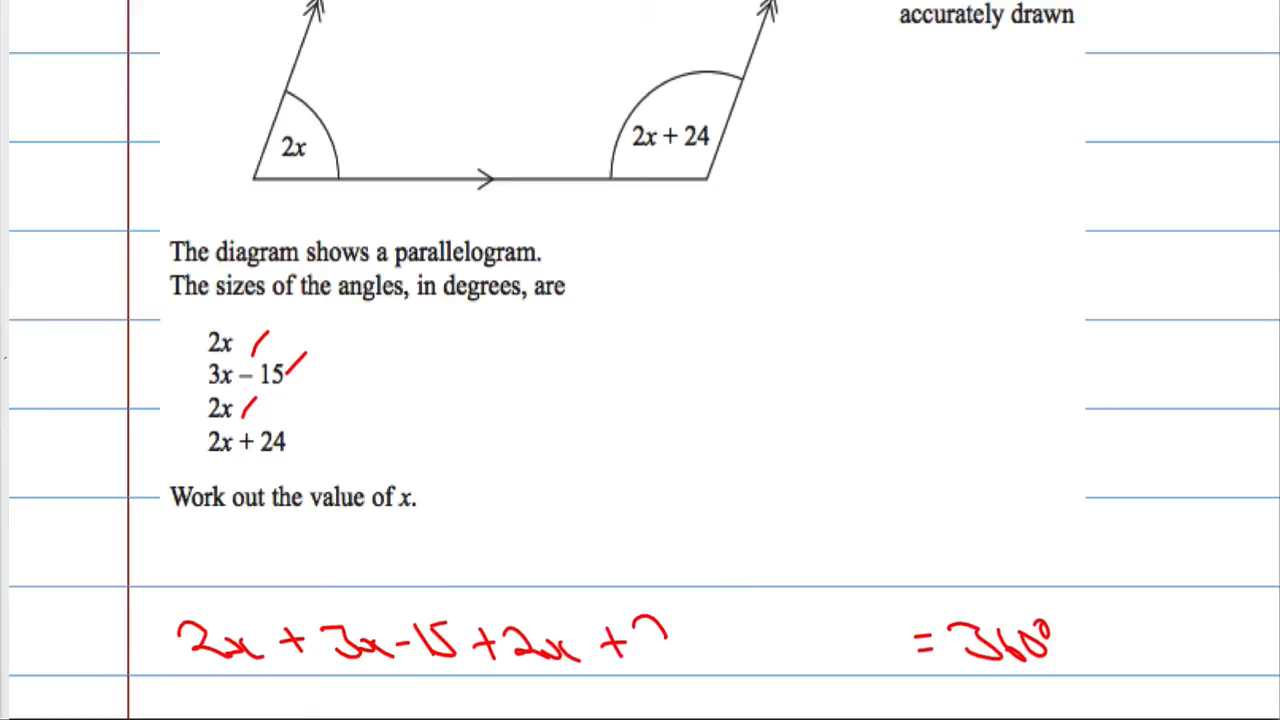 accurately drawn
2x
2x + 24
The diagram shows a parallelogram.
The sizes of the angles, in degrees, are
2x
3x – 15
2x
2x + 24
Work out the value of x.
2x + 3x - 15 + 2x + 2 = 360°